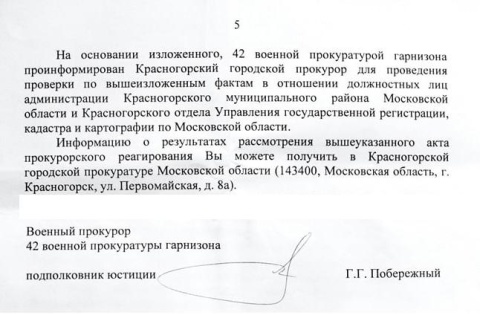 5
На основании изложенного, 42 военной прокуратурой гарнизона
проинформирован Красногорский городской прокурор для проведения
проверки по вышеизложенным фактам в отношении должностных лиц
администрации Красногорского муниципального района Московской
области и Красногорского отдела Управления государственной регистрации,
кадастра и картографии по Московской области.
Информацию о результатах рассмотрения вышеуказанного акта
прокурорского реагирования Вы можете получить в Красногорской
городской прокуратуре Московской области (143400, Московская область, г.
Красногорск, ул. Первомайская, д. 8а).
Военный прокурор
42 военной прокуратуры гарнизона
подполковник юстиции Г.Г. Побережный